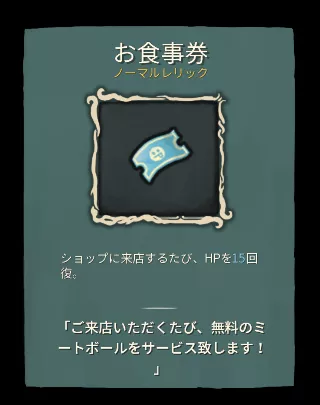 お食事券
ノーマルレリック
ショップに来店するたび、HPを15回
復。
「ご来店いただくたび、無料のミ
ートボールをサービス致します！
」